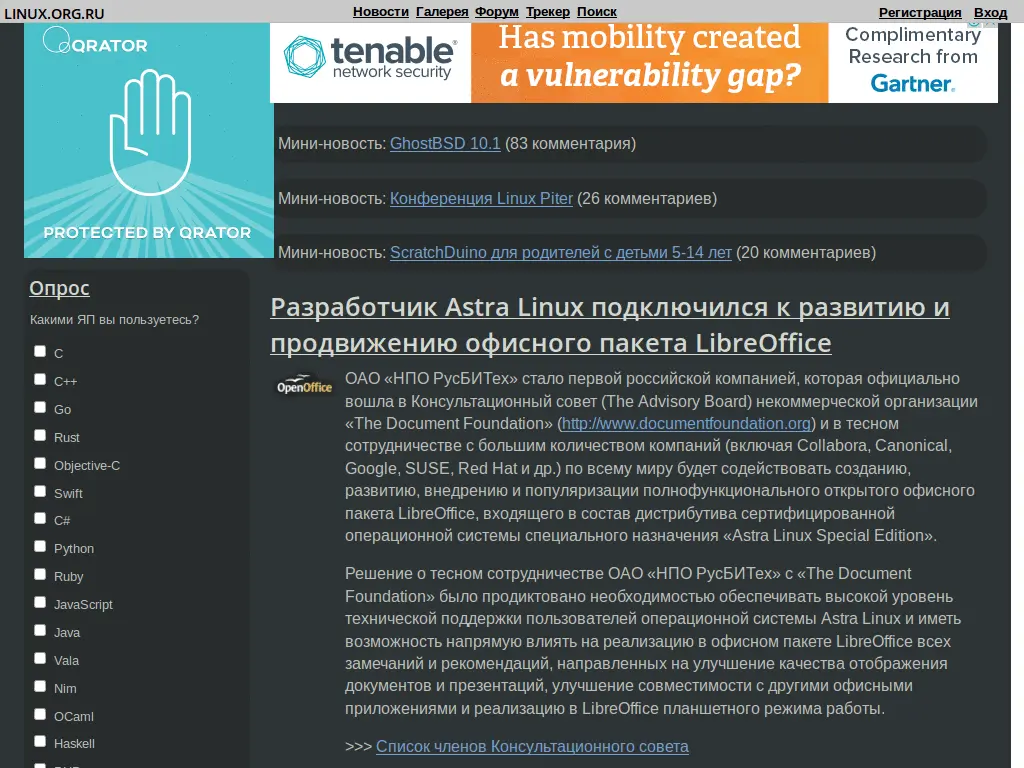 LINUX.ORG.RU
Новости Галерея Форум Трекер Поиск
Регистрация Вход
QRATOR
PROTECTED BY QRATOR
tenable
network security
Has mobility created
a vulnerability gap?
Complimentary
Research from
Gartner.
Мини-новость: GhostBSD 10.1 (83 комментария)
Мини-новость: Конференция Linux Piter (26 комментариев)
Мини-новость: ScratchDuino для родителей с детьми 5-14 лет (20 комментариев)
Опрос
Какими ЯП вы пользуетесь?
C
C++
Go
Rust
Objective-C
Swift
C#
Python
Ruby
JavaScript
Java
Vala
Nim
OCaml
Haskell
Разработчик Astra Linux подключился к развитию и
продвижению офисного пакета LibreOffice
OpenOffice
ОАО «НПО РусБИТех» стало первой российской компанией, которая официально
вошла в Консультационный совет (The Advisory Board) некоммерческой организации
«The Document Foundation» (http://www.documentfoundation.org) и в тесном
сотрудничестве с большим количеством компаний (включая Collabora, Canonical,
Google, SUSE, Red Hat и др.) по всему миру будет содействовать созданию,
развитию, внедрению и популяризации полнофункционального открытого офисного
пакета LibreOffice, входящего в состав дистрибутива сертифицированной
операционной системы специального назначения «Astra Linux Special Edition».
Решение о тесном сотрудничестве ОАО «НПО РусБИТех» с «The Document
Foundation» было продиктовано необходимостью обеспечивать высокой уровень
технической поддержки пользователей операционной системы Astra Linux и иметь
возможность напрямую влиять на реализацию в офисном пакете LibreOffice всех
замечаний и рекомендаций, направленных на улучшение качества отображения
документов и презентаций, улучшение совместимости с другими офисными
приложениями и реализацию в LibreOffice планшетного режима работы.
>>> Список членов Консультационного совета